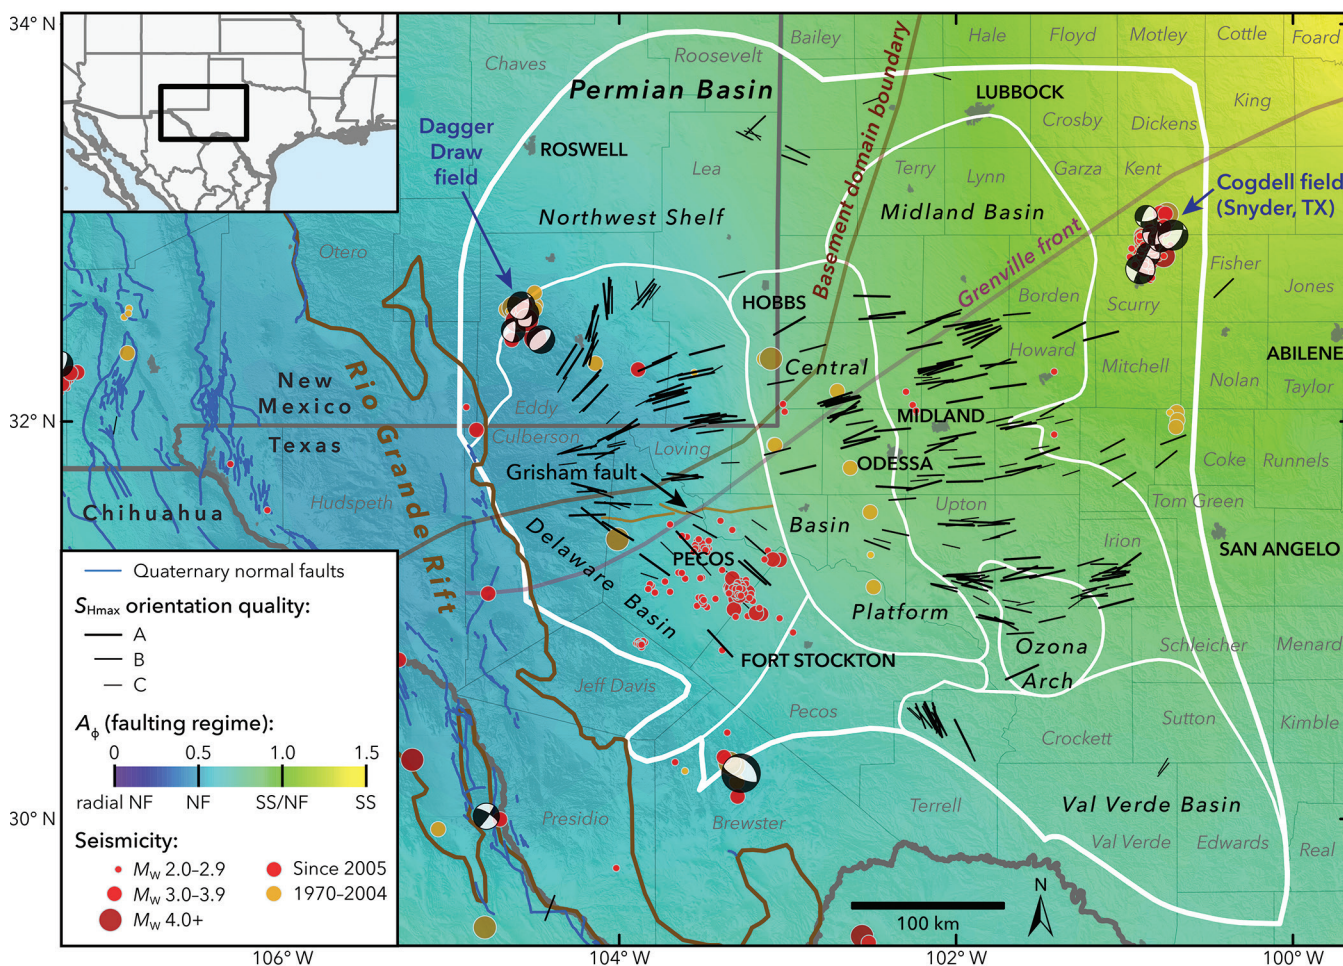 34° N
32° N
30° N
106° W
104° W
102° W
100° W
Chaves
Roosevelt
Bailey
Hale
Floyd
Motley
Cottle
Foard
Permian Basin
LUBBOCK
King
Dagger
Draw
field
ROSWELL
Crosby
Dickens
Basement domain boundary
Lea
Terry
Lynn
Garza
Kent
Cogdell field
(Snyder, TX)
Northwest Shelf
Midland Basin
Otero
Grenville front
Fisher
Jones
HOBBS
Borden
Scurry
Howard
ABILENE
Central
Mitchell
Nolan
Taylor
New
Mexico
Texas
Rio Grande Rift
Eddy
Culberson
Loving
MIDLAND
ODESSA
Coke
Runnels
Grisham fault
Hudspeth
Chihuahua
Upton
Tom Green
Delaware Basin
Basin
PECOS
Irion
SAN ANGELO
Platform
Ozona
Arch
Schleicher
Menard
FORT STOCKTON
Jeff Davis
Pecos
Sutton
Kimble
Crockett
Val Verde Basin
Terrell
Presidio
Brewster
Val Verde
Edwards
Real
Quaternary normal faults
SHmax orientation quality:
A
B
C
Aϕ (faulting regime):
0 0.5 1.0 1.5
radial NF NF SS/NF SS
Seismicity:
Mw 2.0–2.9 Since 2005
Mw 3.0–3.9 1970–2004
Mw 4.0+
N
100 km